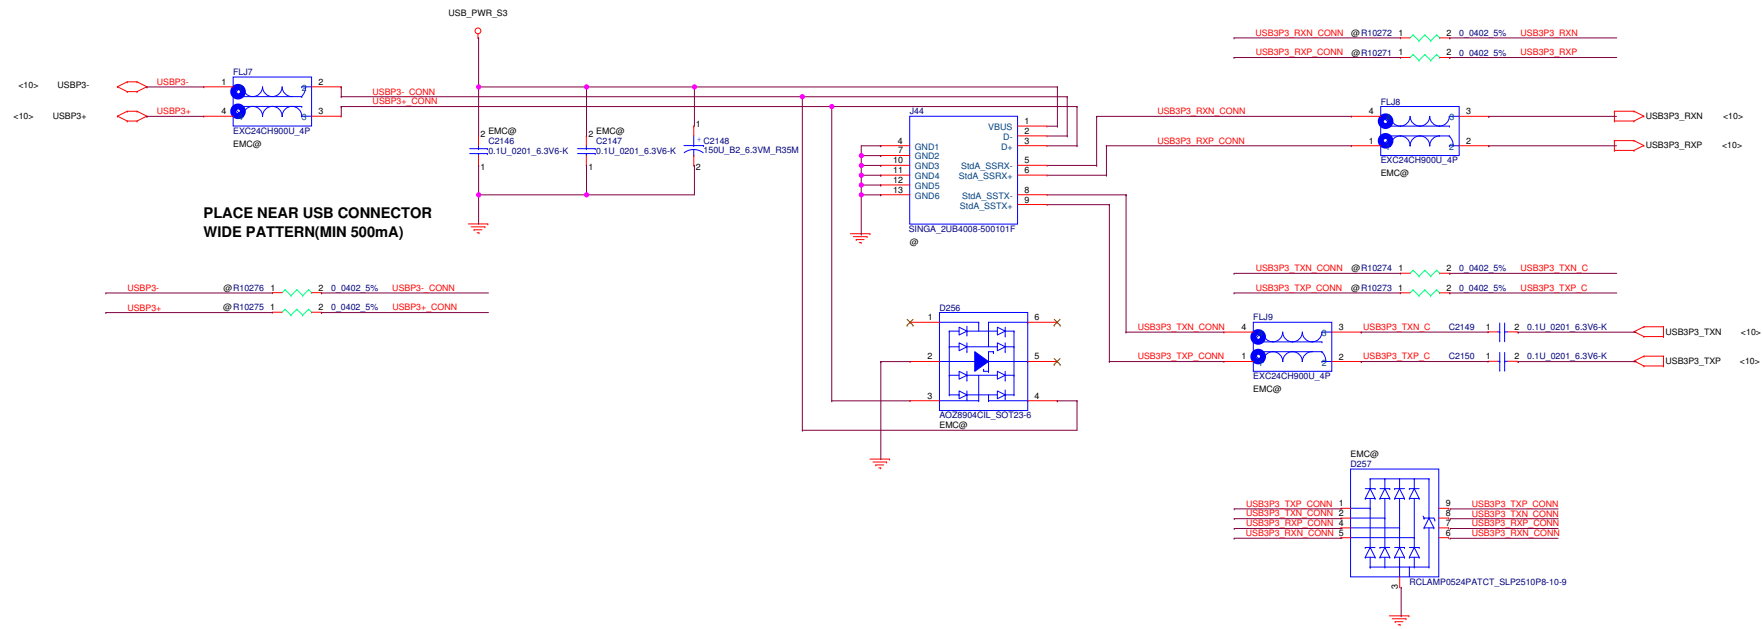 USB_PWR_S3
<10> USBP3- USBP3- 1 FLJ7 2 USBP3-_CONN
<10> USBP3+ USBP3+ 4 3 USBP3+_CONN
EXC24CH900U_4P
EMC@
2 EMC@
C2146
0.1U_0201_6.3V6-K
1
2 EMC@
C2147
0.1U_0201_6.3V6-K
1
1
+ C2148
150U_B2_6.3VM_R35M
2
PLACE NEAR USB CONNECTOR
WIDE PATTERN(MIN 500mA)
USBP3- @ R10276 1 2 0_0402_5% USBP3-_CONN
USBP3+ @ R10275 1 2 0_0402_5% USBP3+_CONN
J44
VBUS 1
D- 2
D+ 3
4 GND1
7 GND2
10 GND3
11 GND4
12 GND5
13 GND6
StdA_SSRX- 5
StdA_SSRX+ 6
StdA_SSTX- 8
StdA_SSTX+ 9
SINGA_2UB4008-500101F
@
D256
1 6
2 5
3 4
AOZ8904CIL_SOT23-6
EMC@
USB3P3_RXN_CONN @ R10272 1 2 0_0402_5% USB3P3_RXN
USB3P3_RXP_CONN @ R10271 1 2 0_0402_5% USB3P3_RXP
FLJ8
USB3P3_RXN_CONN 4 3 USB3P3_RXN <10>
USB3P3_RXP_CONN 1 2 USB3P3_RXP <10>
EXC24CH900U_4P
EMC@
USB3P3_TXN_CONN @ R10274 1 2 0_0402_5% USB3P3_TXN_C
USB3P3_TXP_CONN @ R10273 1 2 0_0402_5% USB3P3_TXP_C
FLJ9
USB3P3_TXN_CONN 4 3 USB3P3_TXN_C C2149 1 2 0.1U_0201_6.3V6-K USB3P3_TXN <10>
USB3P3_TXP_CONN 1 2 USB3P3_TXP_C C2150 1 2 0.1U_0201_6.3V6-K USB3P3_TXP <10>
EXC24CH900U_4P
EMC@
EMC@
D257
USB3P3_TXP_CONN 1 9 USB3P3_TXP_CONN
USB3P3_TXN_CONN 2 8 USB3P3_TXN_CONN
USB3P3_RXP_CONN 4 7 USB3P3_RXP_CONN
USB3P3_RXN_CONN 5 6 USB3P3_RXN_CONN
3
RCLAMP0524PATCT_SLP2510P8-10-9